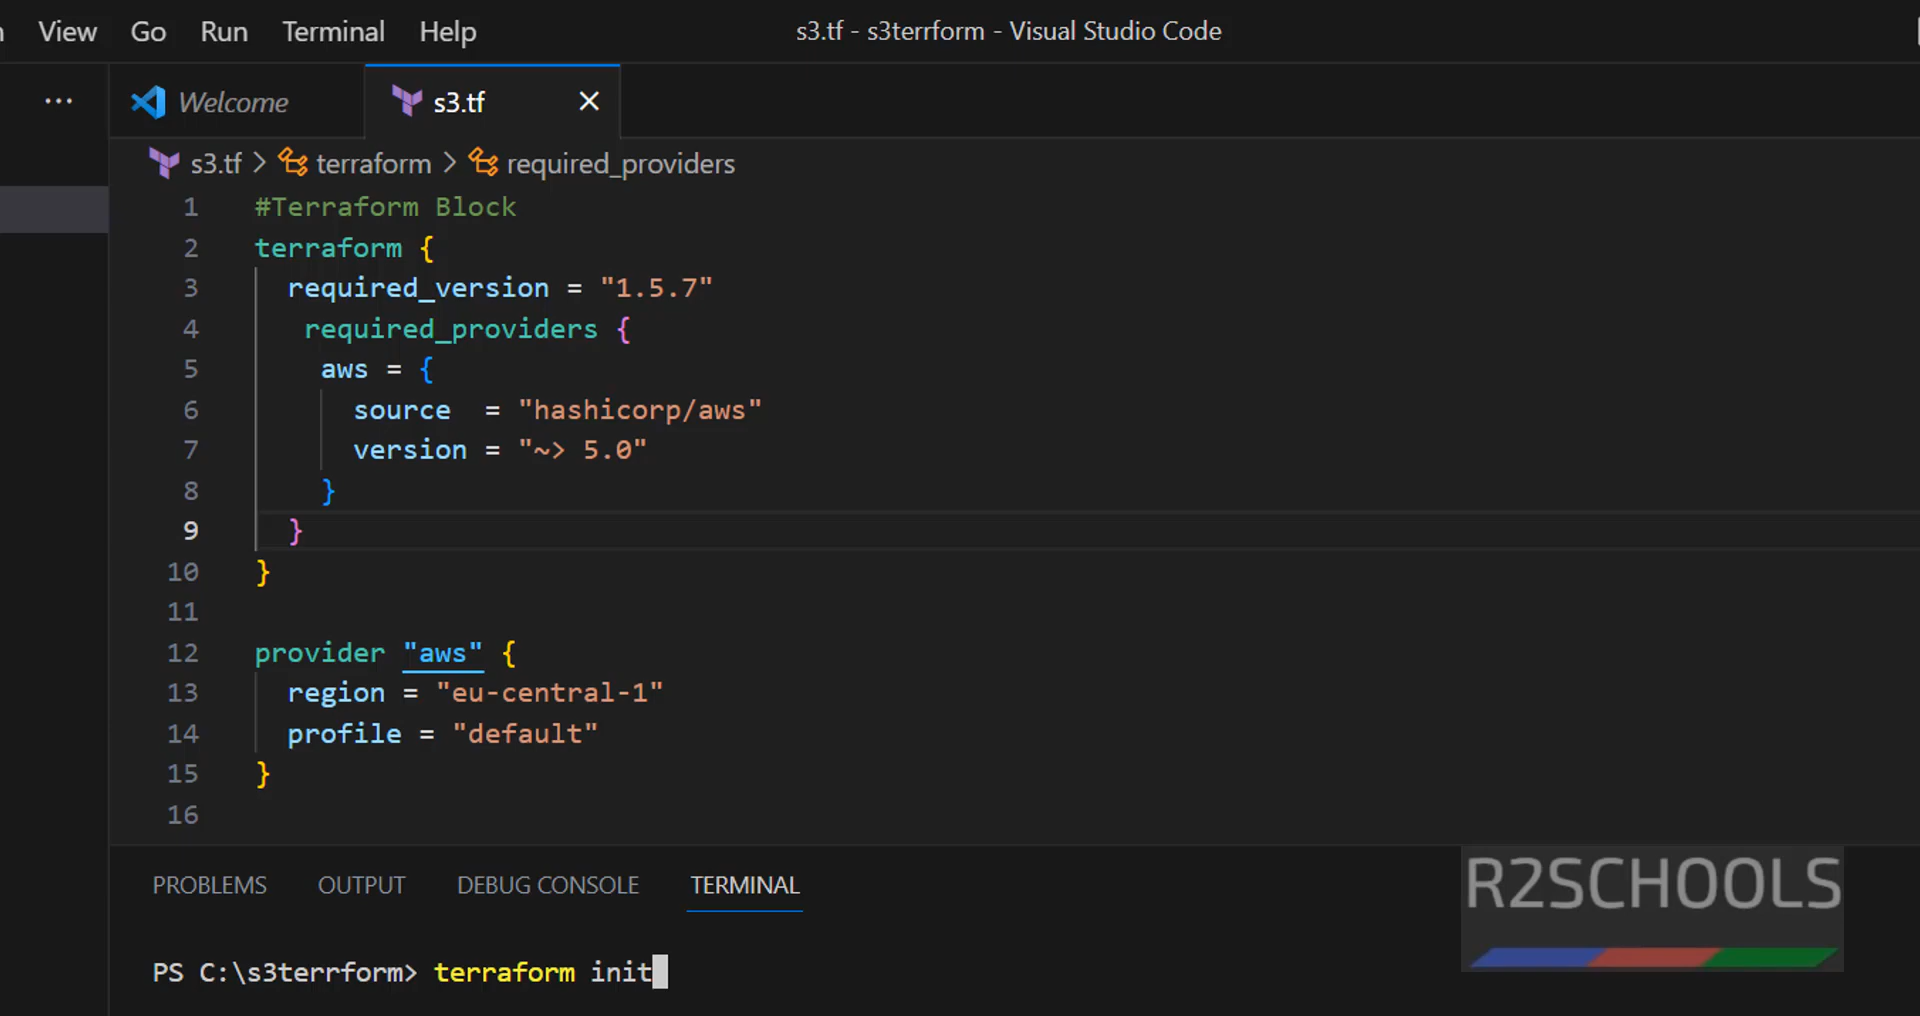 View Go Run Terminal Help s3.tf - s3terrform - Visual Studio Code
··· Welcome s3.tf ×
s3.tf > terraform > required_providers
1 #Terraform Block
2 terraform {
3 required_version = "1.5.7"
4 required_providers {
5 aws = {
6 source = "hashicorp/aws"
7 version = "~> 5.0"
8 }
9 }
10 }
11
12 provider "aws" {
13 region = "eu-central-1"
14 profile = "default"
15 }
16
PROBLEMS OUTPUT DEBUG CONSOLE TERMINAL
R2SCHOOLS
PS C:\s3terrform> terraform init